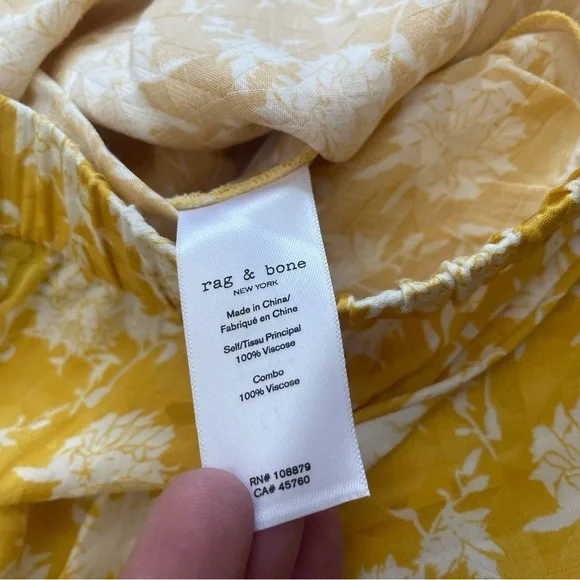 rag & bone
NEW YORK
Made in China/
Fabriqué en Chine
Self/Tissu Principal
100% Viscose
Combo
100% Viscose
RN# 108879
CA# 45760